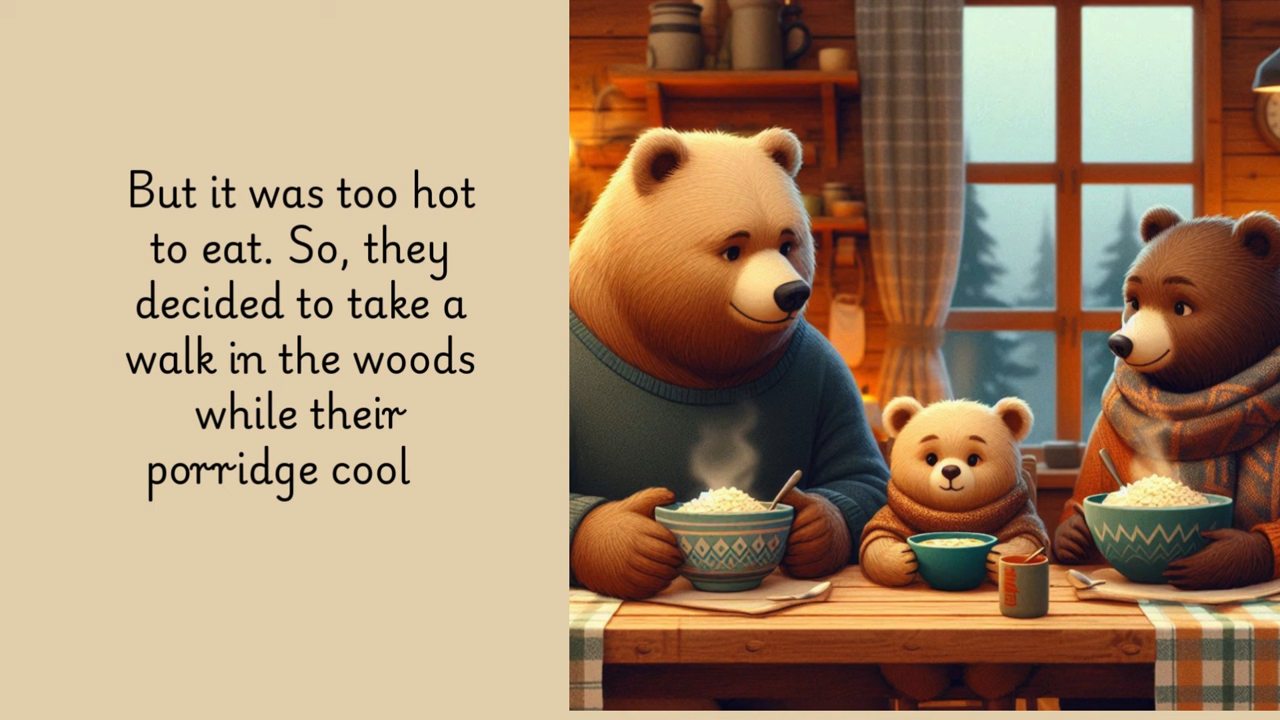 But it was too hot
to eat. So, they
decided to take a
walk in the woods
while their
porridge cool